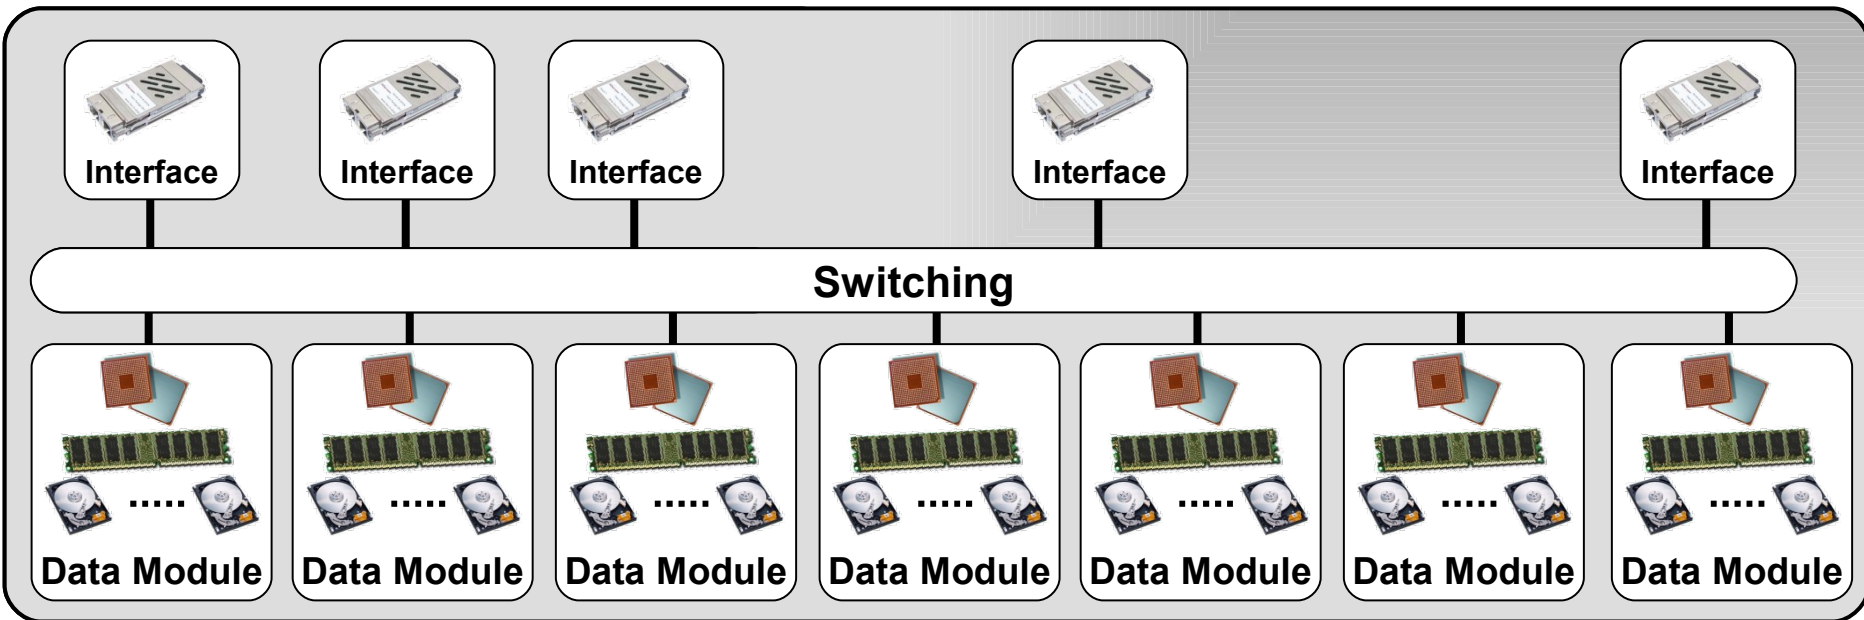 Interface
Interface
Interface
Interface
Interface
Switching
Data Module
Data Module
Data Module
Data Module
Data Module
Data Module
Data Module